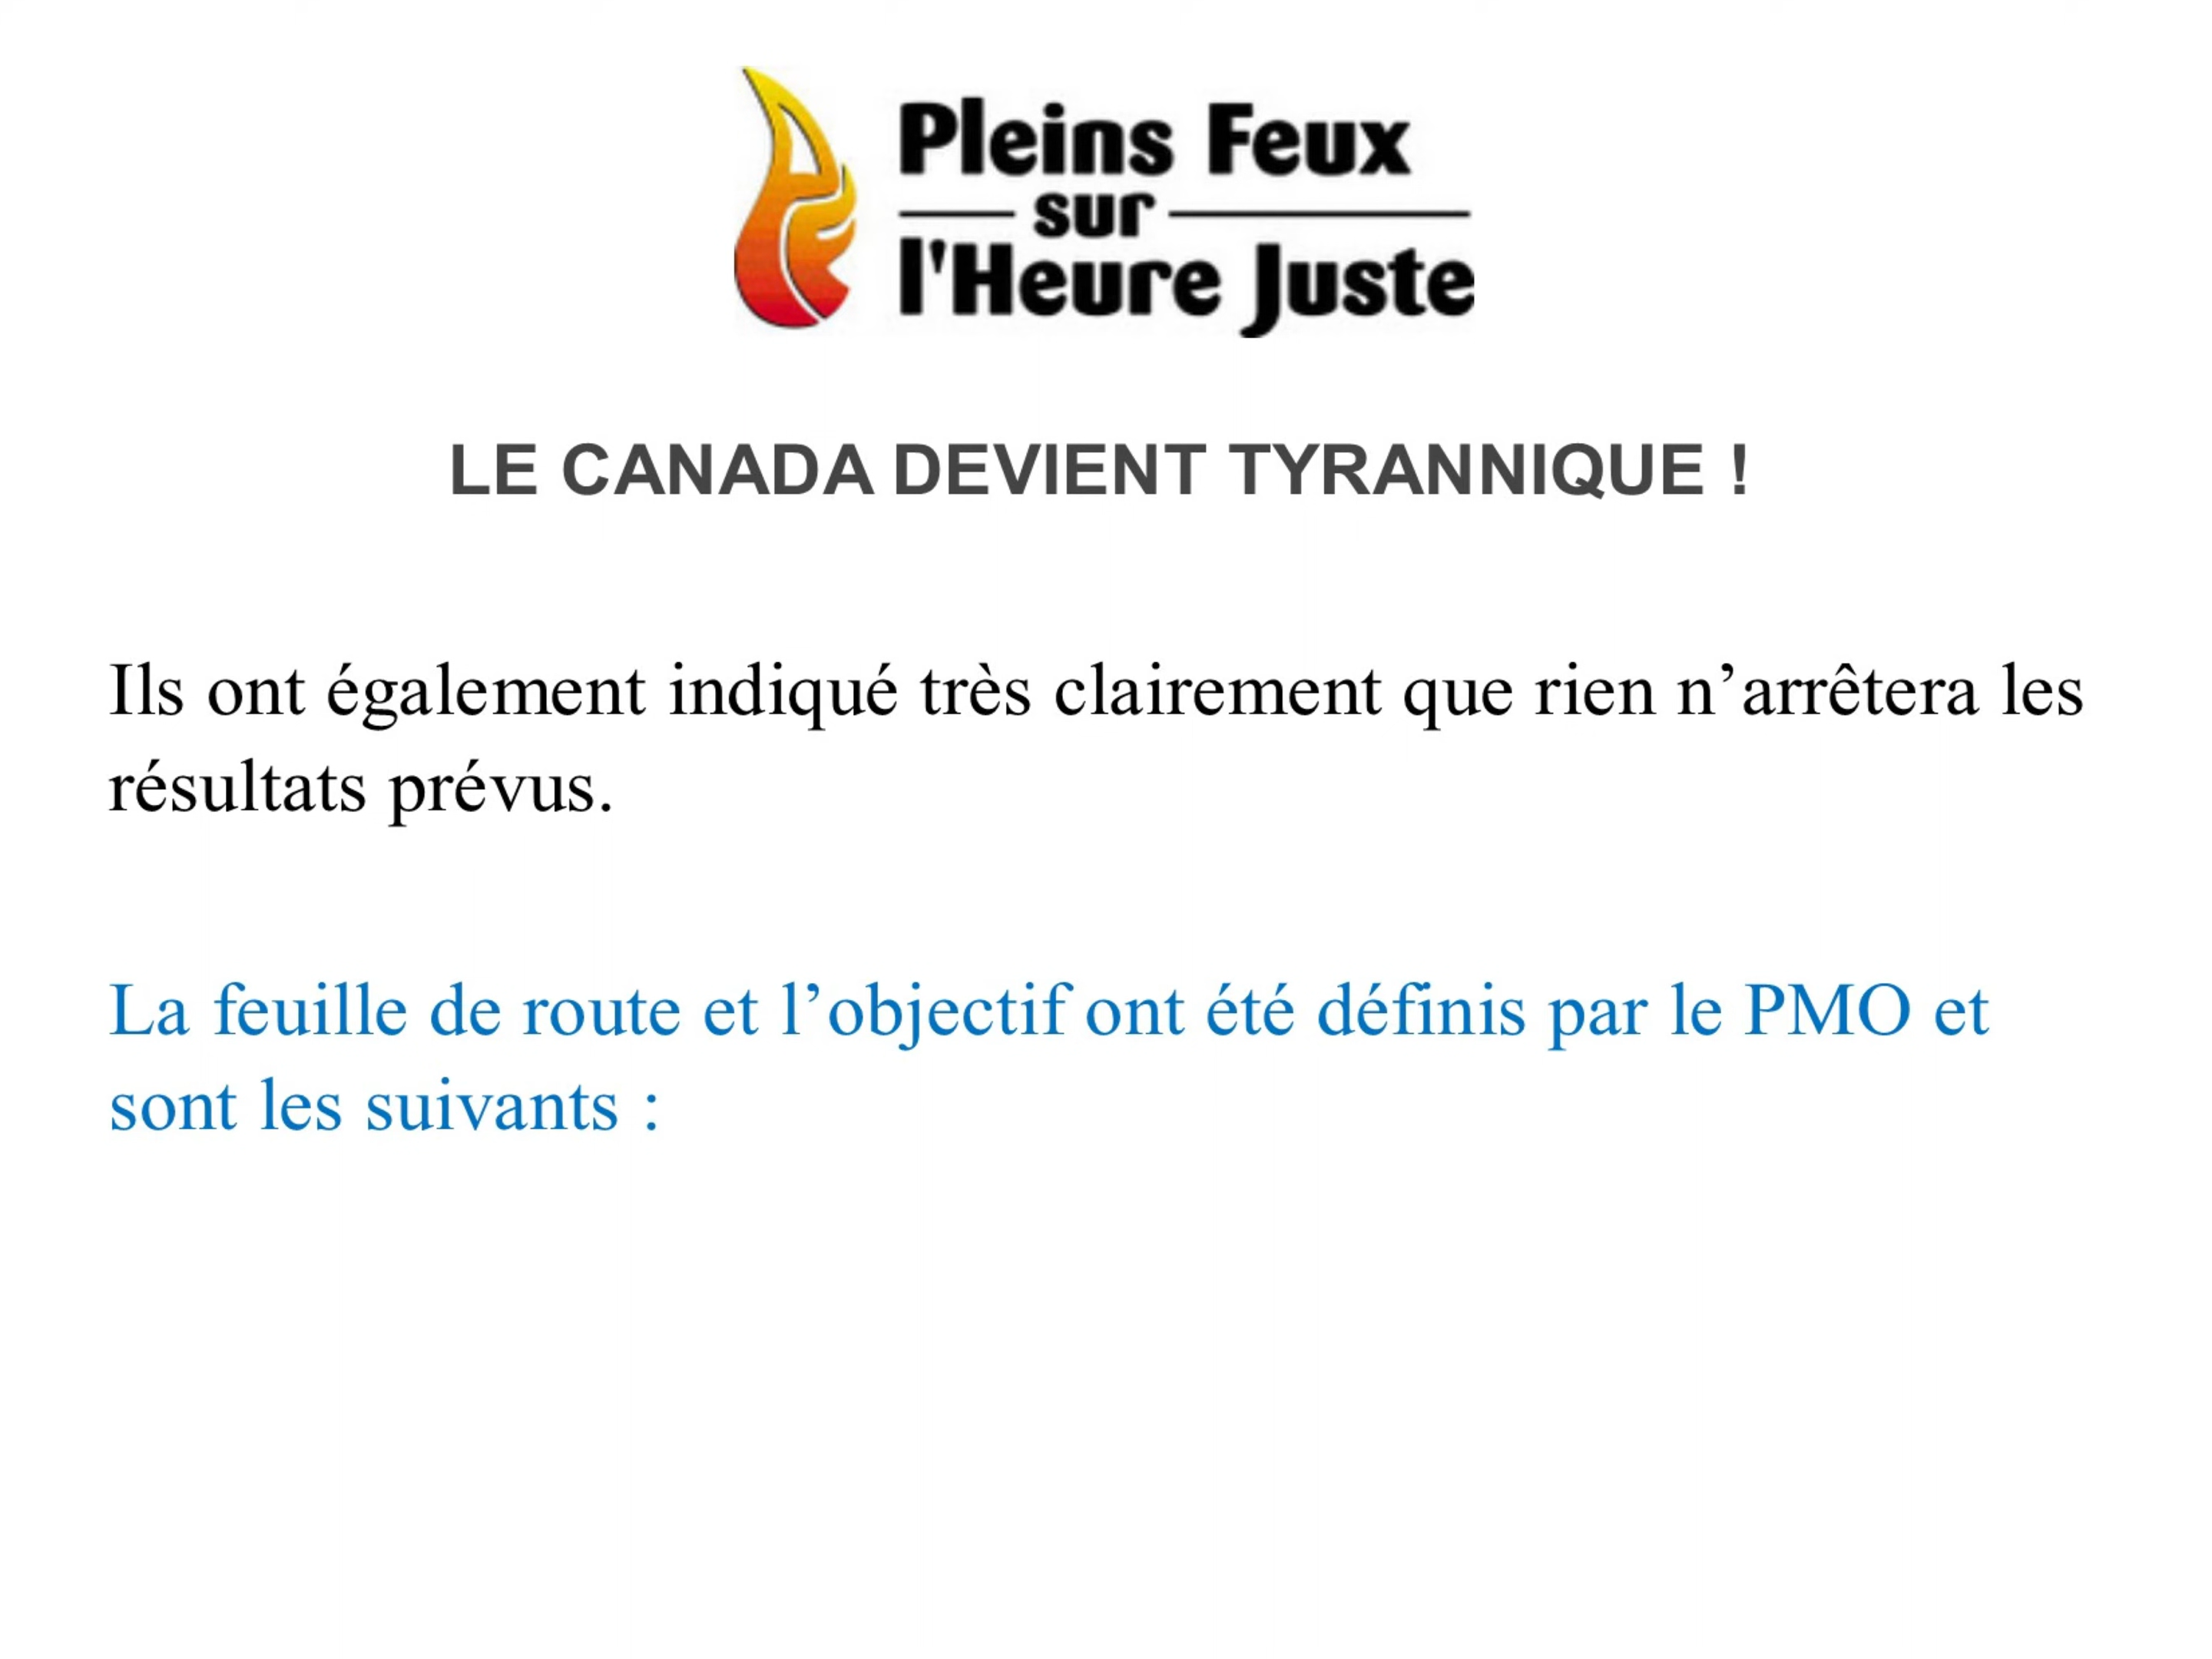 Pleins Feux
sur
l'Heure Juste
LE CANADA DEVIENT TYRANNIQUE !
Ils ont également indiqué très clairement que rien n’arrêtera les
résultats prévus.
La feuille de route et l’objectif ont été définis par le PMO et
sont les suivants :